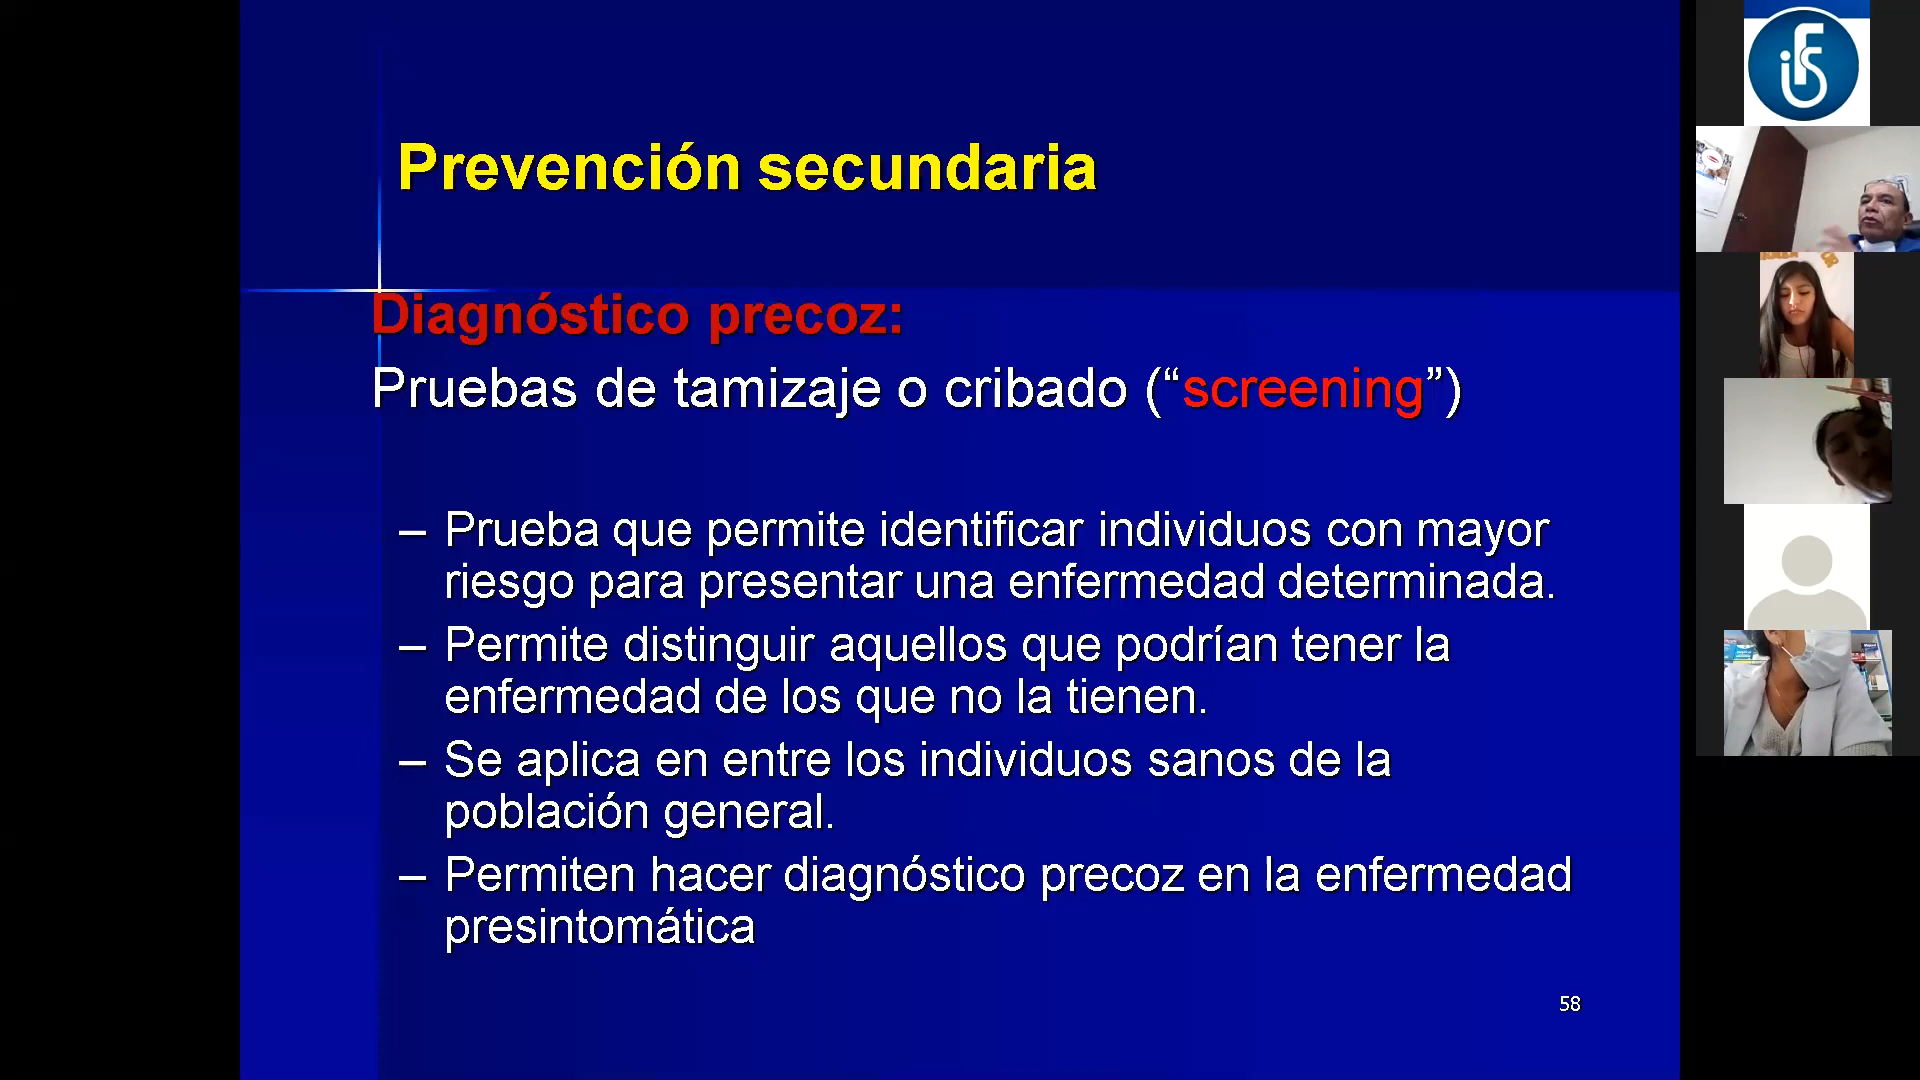 Prevención secundaria
Diagnóstico precoz:
Pruebas de tamizaje o cribado (“screening”)
– Prueba que permite identificar individuos con mayor
riesgo para presentar una enfermedad determinada.
– Permite distinguir aquellos que podrían tener la
enfermedad de los que no la tienen.
– Se aplica en entre los individuos sanos de la
población general.
– Permiten hacer diagnóstico precoz en la enfermedad
presintomática
58